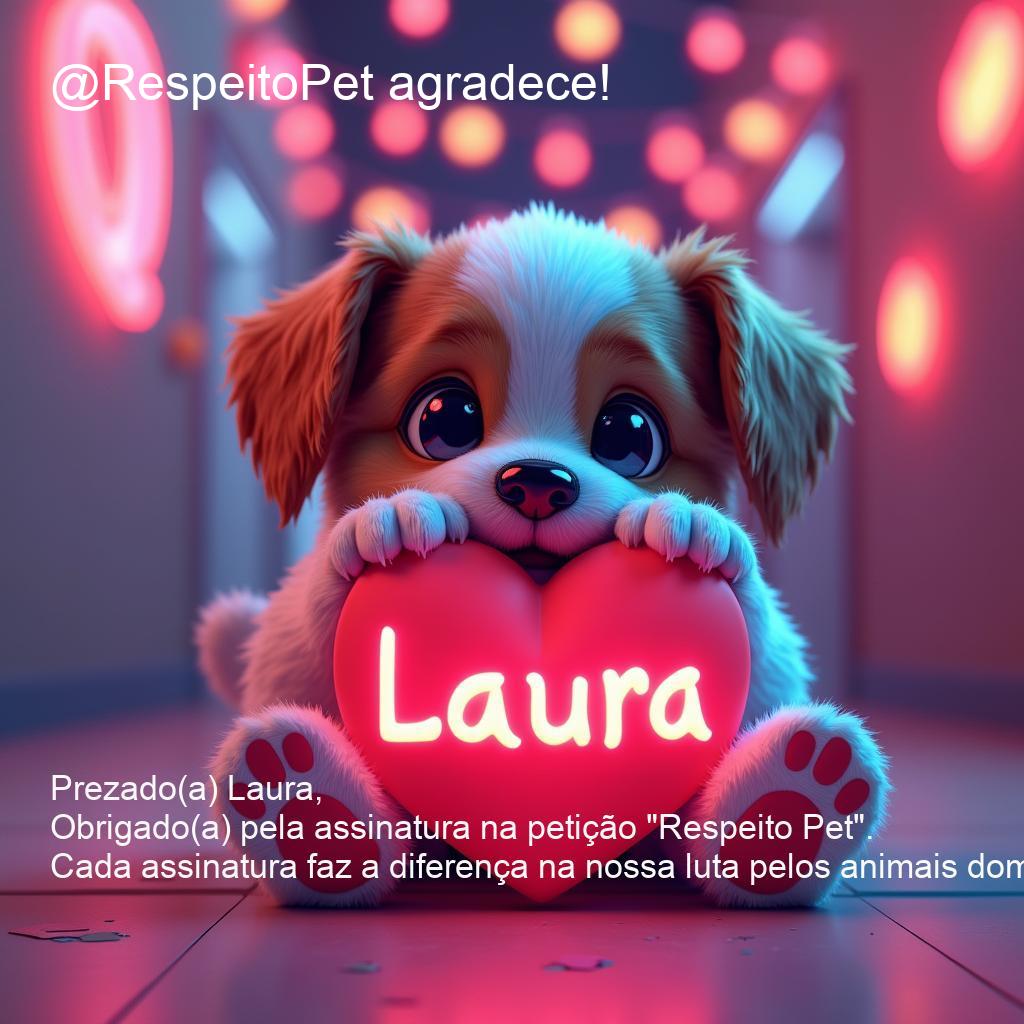 @RespeitoPet agradece!
Laura
Prezado(a) Laura,
Obrigado(a) pela assinatura na petição "Respeito Pet".
Cada assinatura faz a diferença na nossa luta pelos animais dom